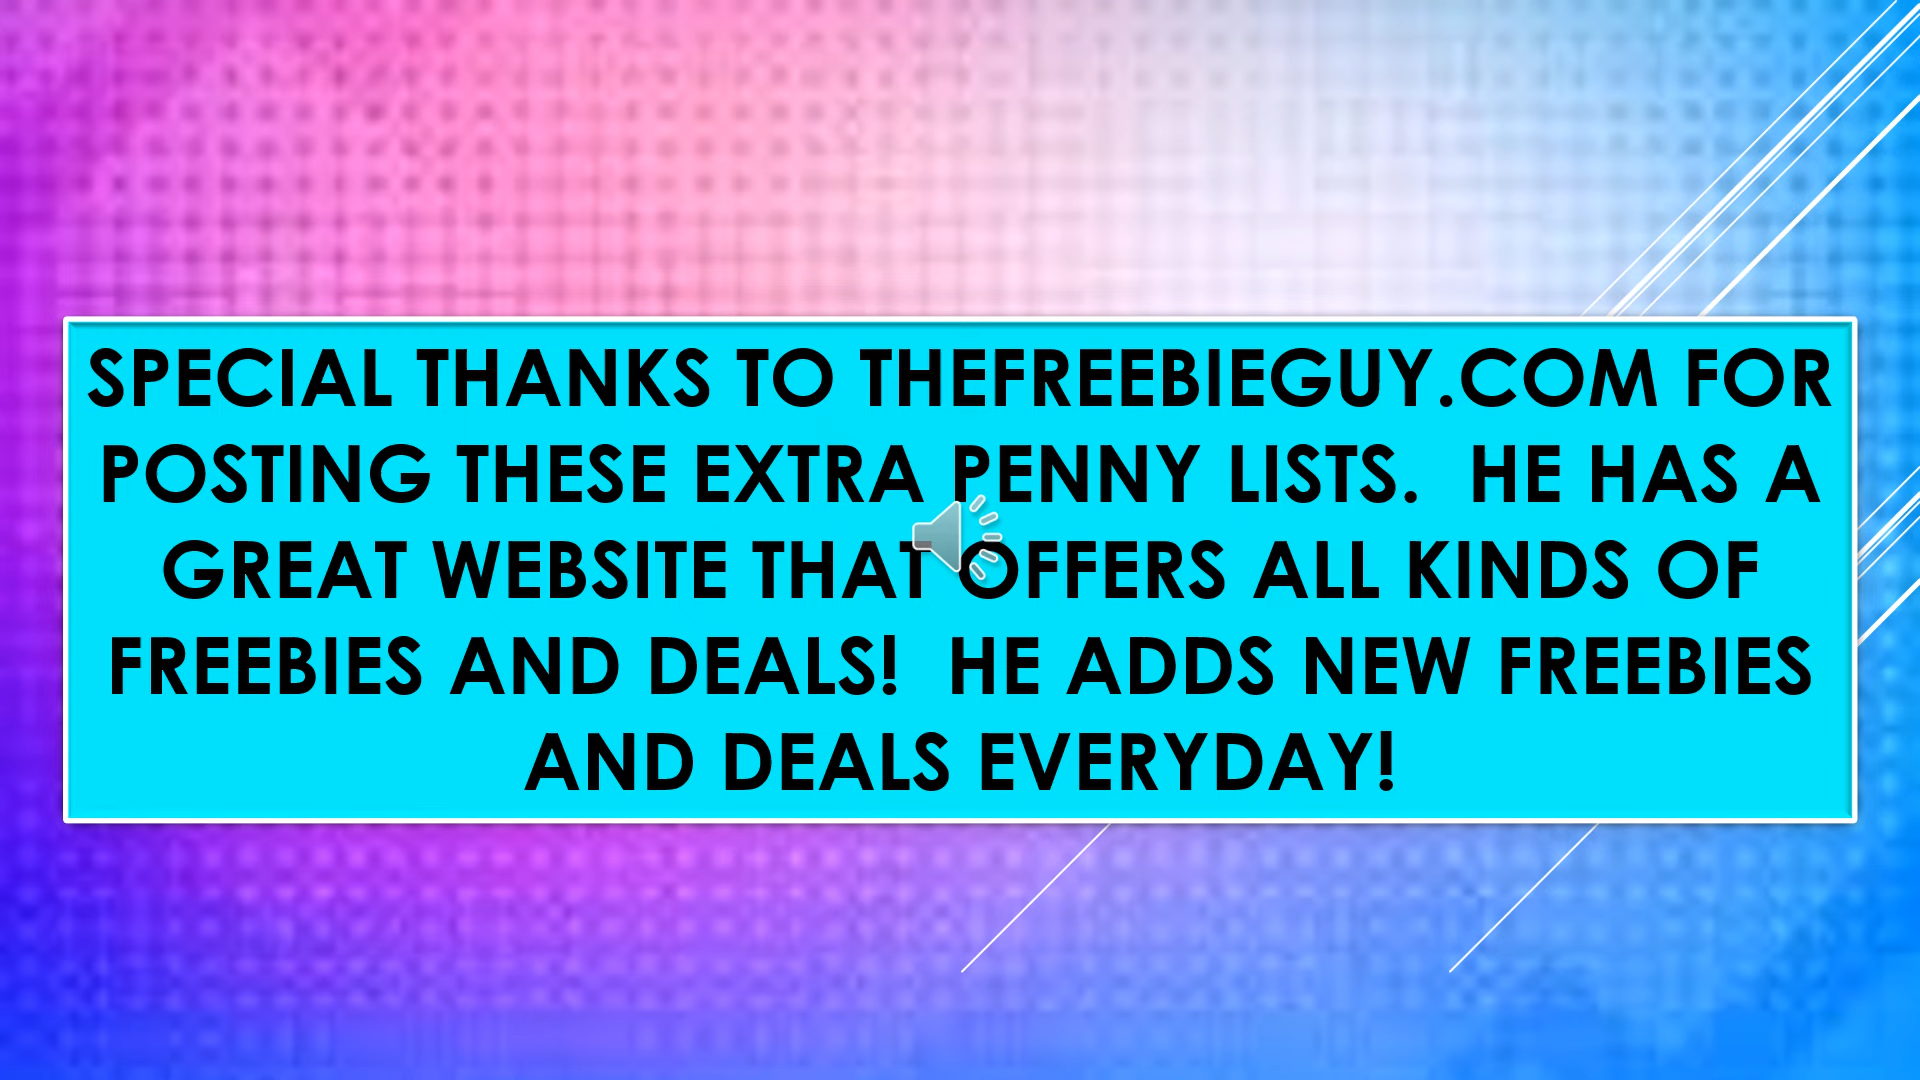 SPECIAL THANKS TO THEFREEBIEGUY.COM FOR
POSTING THESE EXTRA PENNY LISTS.  HE HAS A
GREAT WEBSITE THAT OFFERS ALL KINDS OF
FREEBIES AND DEALS!  HE ADDS NEW FREEBIES
AND DEALS EVERYDAY!